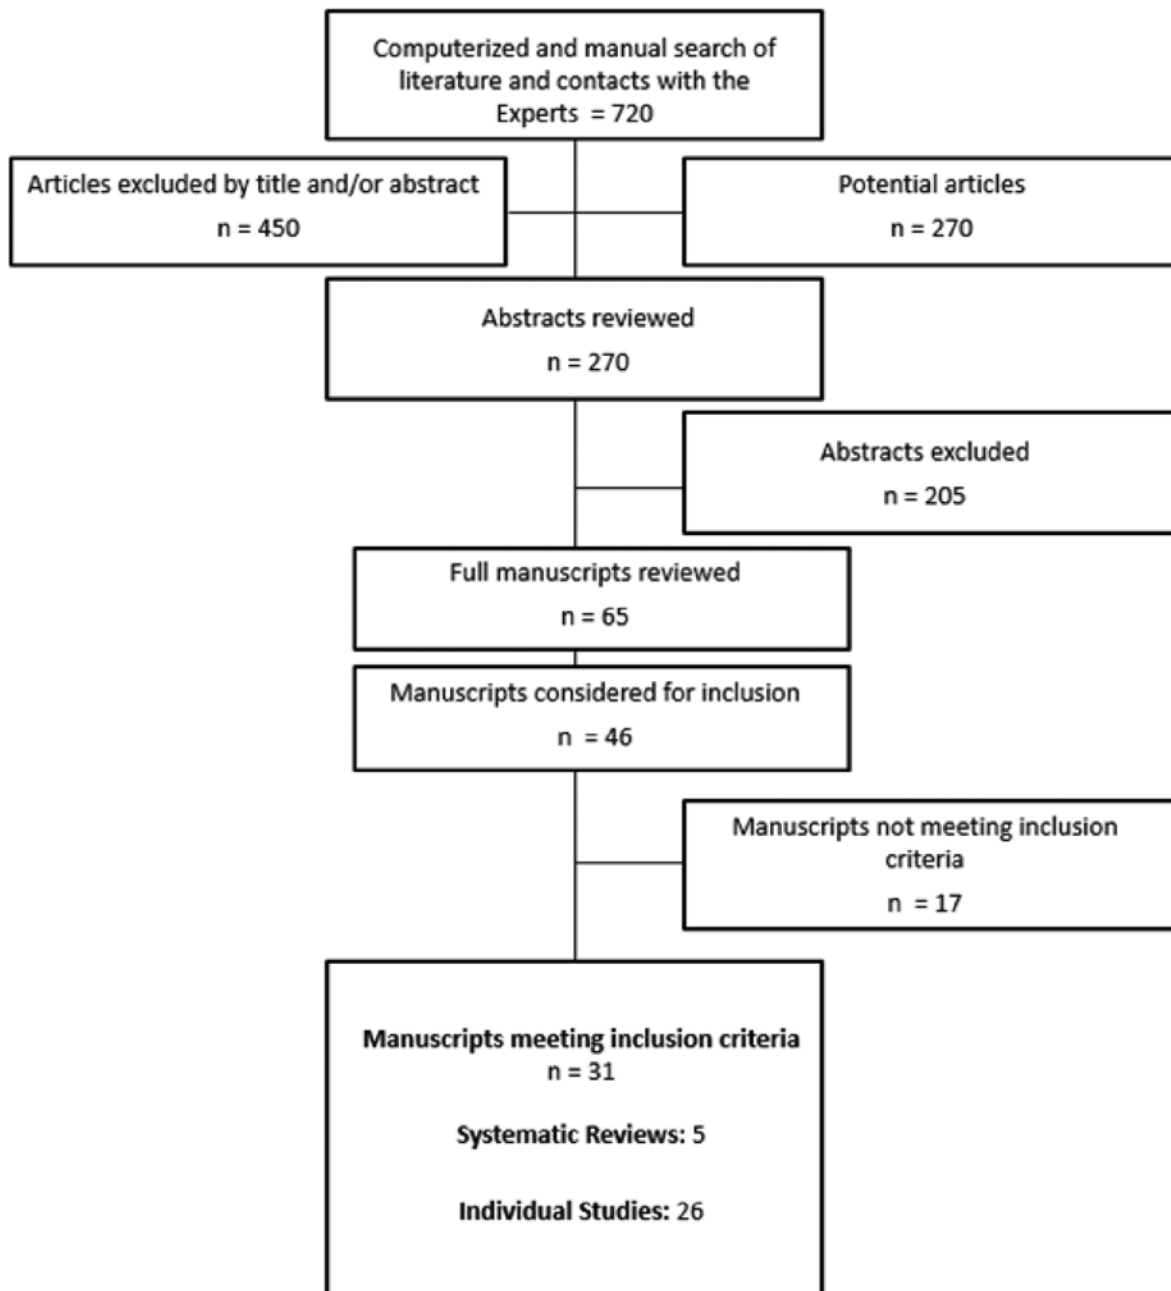 Computerized and manual search of
literature and contacts with the
Experts = 720
Articles excluded by title and/or abstract
n = 450
Potential articles
n = 270
Abstracts reviewed
n = 270
Abstracts excluded
n = 205
Full manuscripts reviewed
n = 65
Manuscripts considered for inclusion
n = 46
Manuscripts not meeting inclusion
criteria
n = 17
Manuscripts meeting inclusion criteria
n = 31
Systematic Reviews: 5
Individual Studies: 26